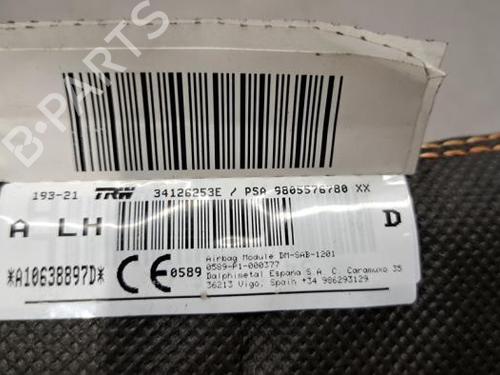 B-PARTS
193-21 TRW 34126253E / PSA 9805576780 XX
A LH D
*A10638897D* CE 0589 Airbag Module DM-SAB-1201
0589-P1-000377
Dalphimetal Espana S.A. C. Caramuxo 35
36213 Vigo, Spain +34 986293129